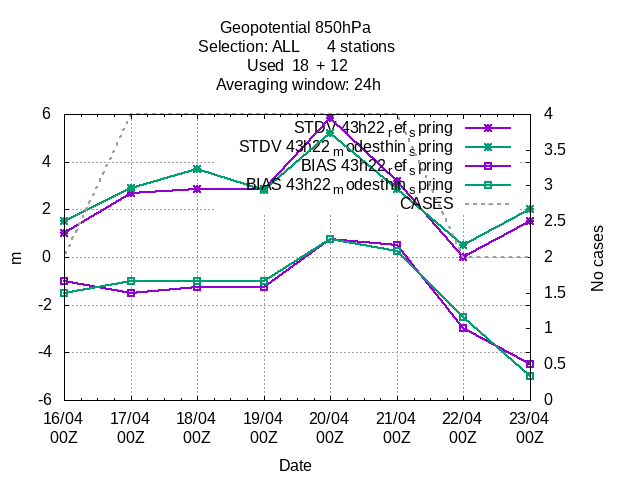 Geopotential 850hPa
Selection: ALL 4 stations
Used 18 + 12
Averaging window: 24h
STDV 43h22_ref_spring
STDV 43h22_modesthin_spring
BIAS 43h22_ref_spring
BIAS 43h22_modesthin_spring
CASES
6
4
2
0
-2
-4
-6
m
4
3.5
3
2.5
2
1.5
1
0.5
0
No cases
16/04 17/04 18/04 19/04 20/04 21/04 22/04 23/04
00Z 00Z 00Z 00Z 00Z 00Z 00Z 00Z
Date